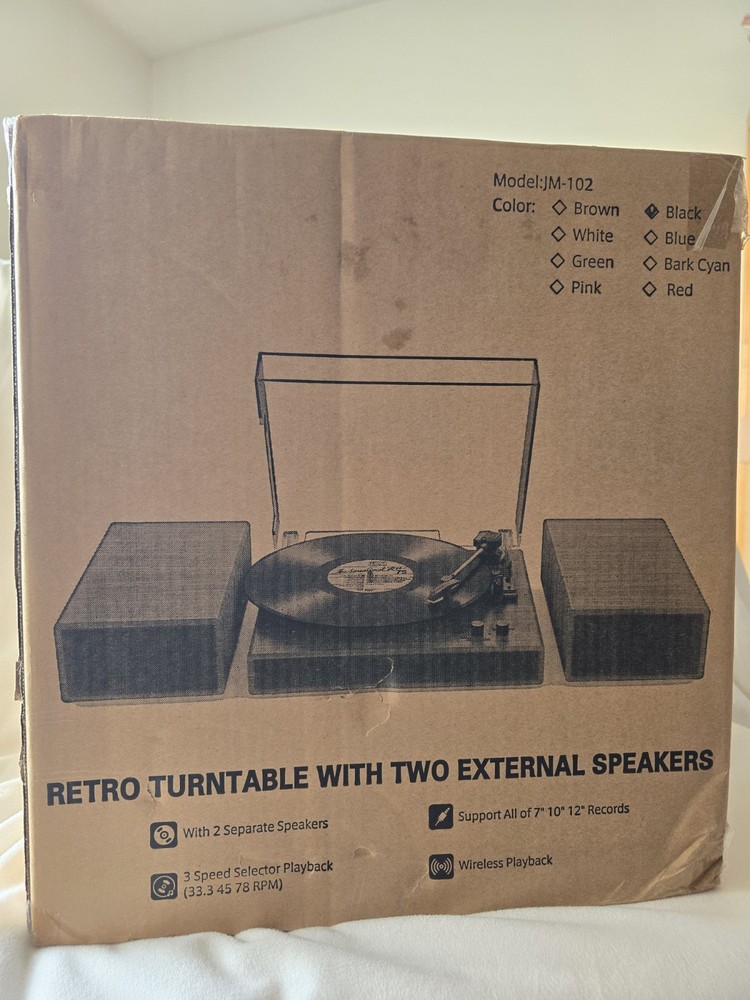 Model:JM-102
Color: Brown Black
White Blue
Green Bark Cyan
Pink Red
RETRO TURNTABLE WITH TWO EXTERNAL SPEAKERS
With 2 Separate Speakers
Support All of 7" 10" 12" Records
3 Speed Selector Playback
(33.3 45 78 RPM)
Wireless Playback